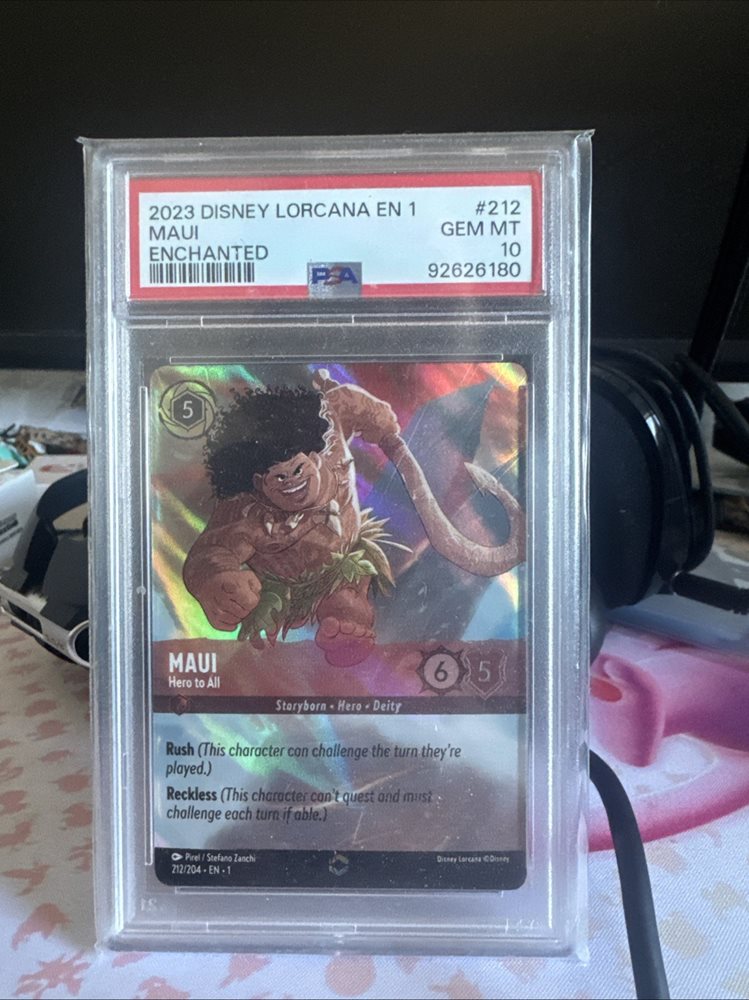 2023 DISNEY LORCANA EN 1 #212
MAUI GEM MT
ENCHANTED 10
PSA 92626180
5
MAUI
Hero to All
6 5
Storyborn • Hero • Deity
Rush (This character can challenge the turn they're
played.)
Reckless (This character can't quest and must
challenge each turn if able.)
Pirel / Stefano Zanchi Disney Lorcana ©Disney
212/204 • EN • 1